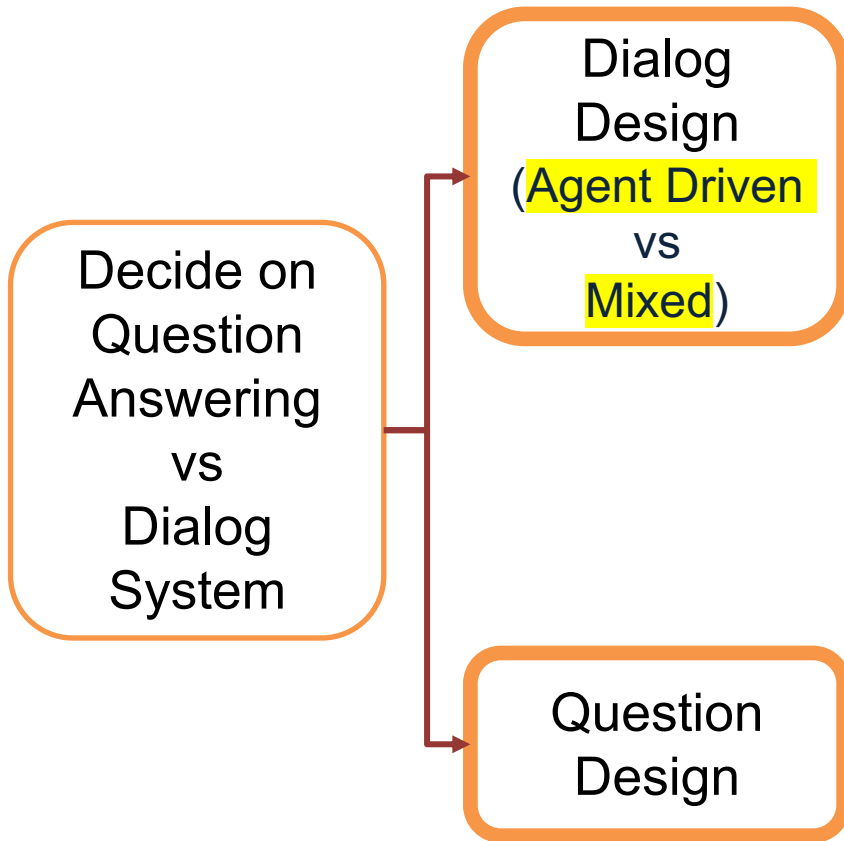 Decide on
Question
Answering
vs
Dialog
System
Dialog
Design
(Agent Driven
vs
Mixed)
Question
Design